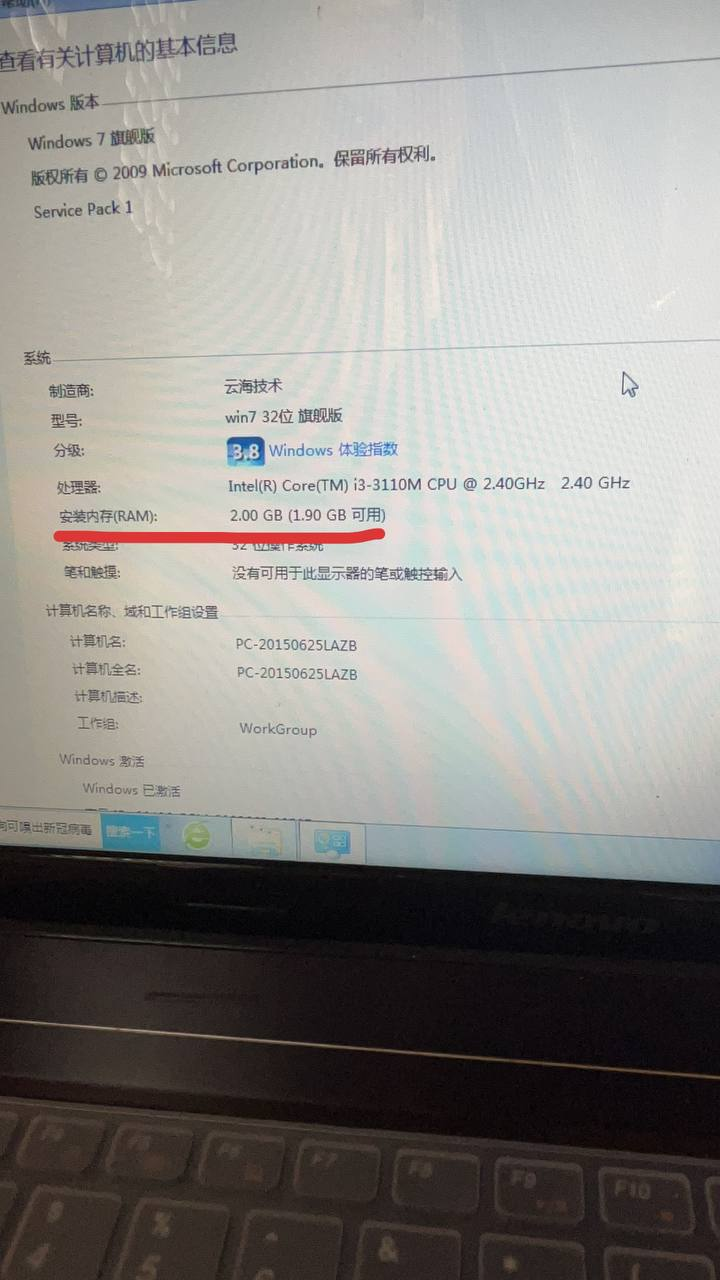 查看有关计算机的基本信息
Windows 版本
Windows 7 旗舰版
版权所有 © 2009 Microsoft Corporation。保留所有权利。
Service Pack 1
系统
制造商: 云海技术
型号: win7 32位 旗舰版
分级: 3.8 Windows 体验指数
处理器: Intel(R) Core(TM) i3-3110M CPU @ 2.40GHz 2.40 GHz
安装内存(RAM): 2.00 GB (1.90 GB 可用)
系统类型: 32 位操作系统
笔和触摸: 没有可用于此显示器的笔或触控输入
计算机名称、域和工作组设置
计算机名: PC-20150625LAZB
计算机全名: PC-20150625LAZB
计算机描述:
工作组: WorkGroup
Windows 激活
Windows 已激活
可嗅出新冠病毒 搜索一下
lenovo
F7 F8 F9 F10
9 % & *
4 5